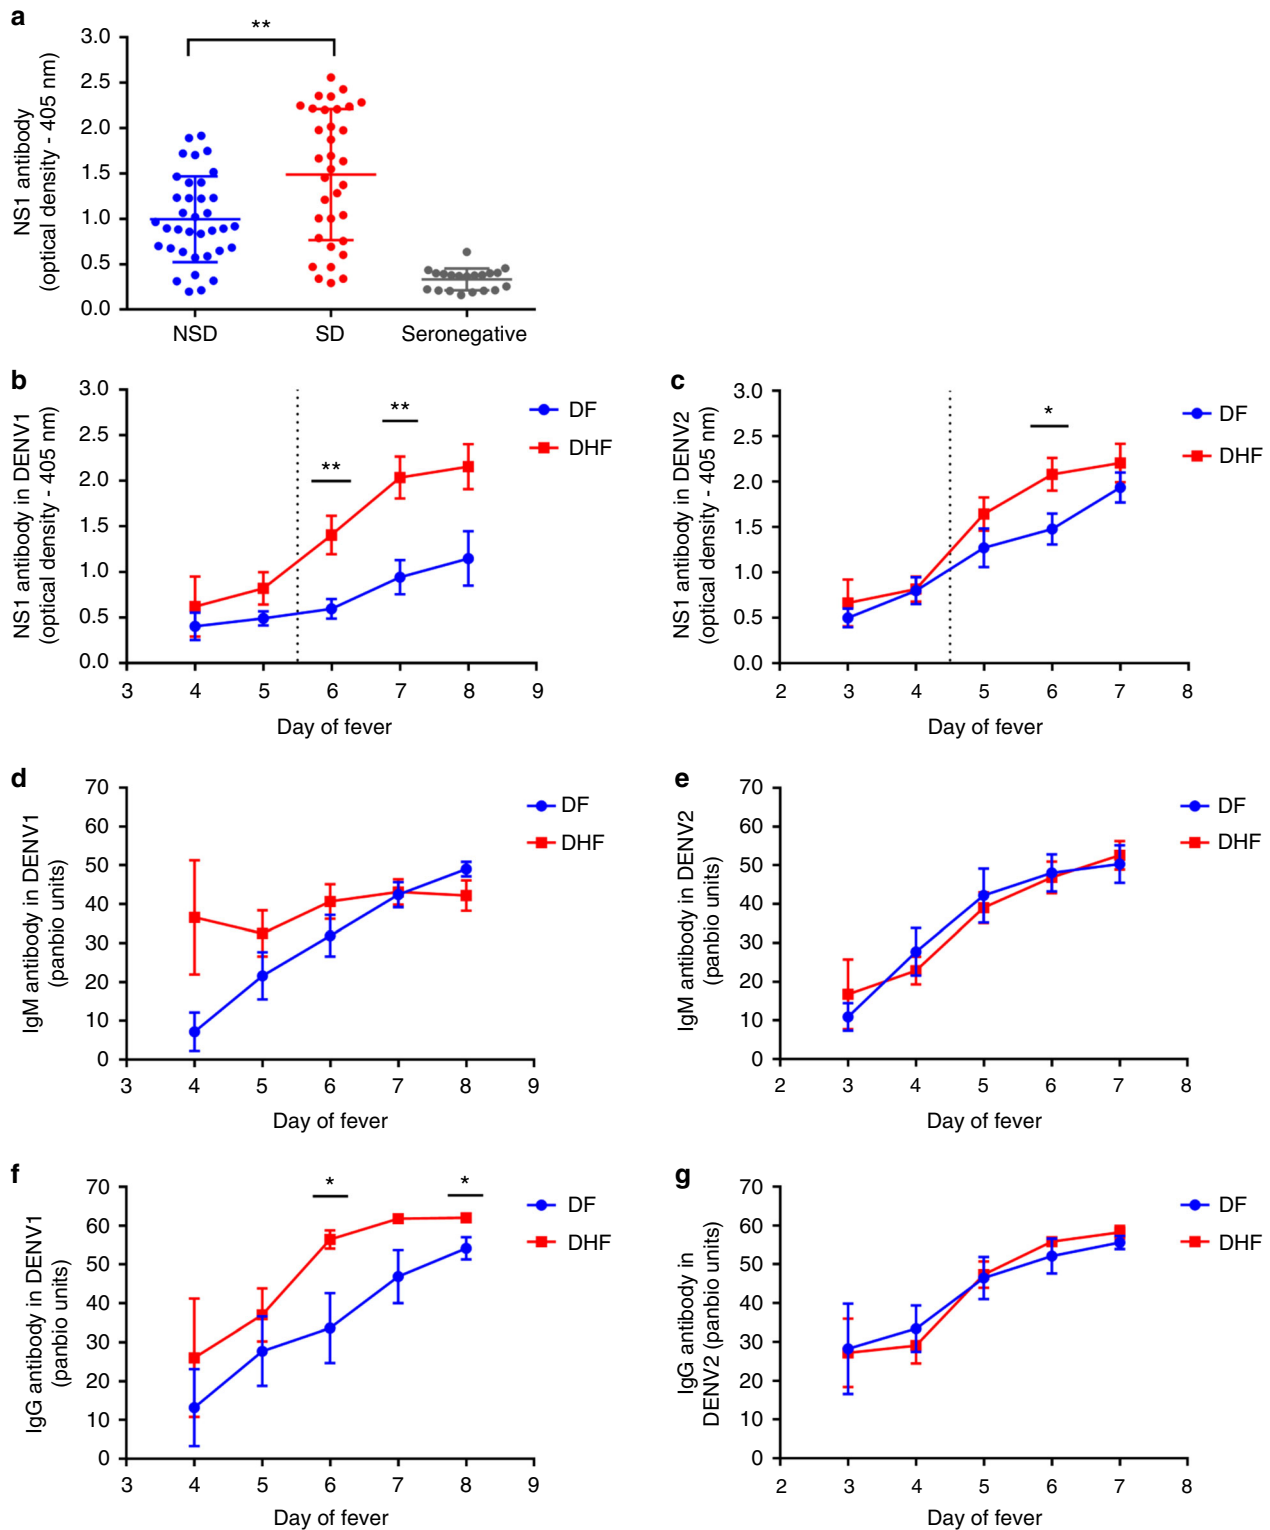 a
**
NS1 antibody
(optical density - 405 nm)
3.0
2.5
2.0
1.5
1.0
0.5
0.0
NSD SD Seronegative
b
NS1 antibody in DENV1
(optical density - 405 nm)
3.0
2.5
2.0
1.5
1.0
0.5
0.0
**
**
DF
DHF
3 4 5 6 7 8 9
Day of fever
c
NS1 antibody in DENV2
(optical density - 405 nm)
3.0
2.5
2.0
1.5
1.0
0.5
0.0
*
DF
DHF
2 3 4 5 6 7 8
Day of fever
d
IgM antibody in DENV1
(panbio units)
70
60
50
40
30
20
10
0
DF
DHF
3 4 5 6 7 8 9
Day of fever
e
IgM antibody in DENV2
(panbio units)
70
60
50
40
30
20
10
0
DF
DHF
2 3 4 5 6 7 8
Day of fever
f
IgG antibody in DENV1
(panbio units)
70
60
50
40
30
20
10
0
*
*
DF
DHF
3 4 5 6 7 8 9
Day of fever
g
IgG antibody in
DENV2 (panbio units)
70
60
50
40
30
20
10
0
DF
DHF
2 3 4 5 6 7 8
Day of fever